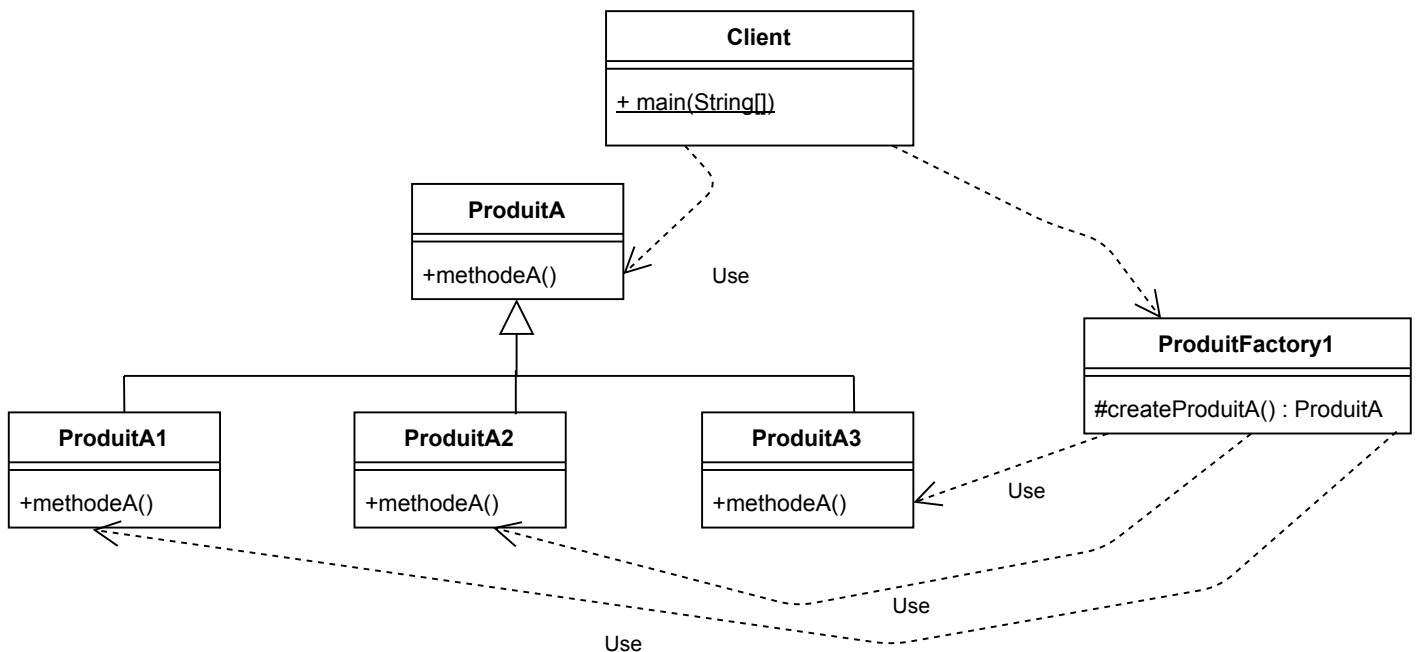 Client
+ main(String[])
ProduitA
+methodeA()
Use
ProduitFactory1
#createProduitA() : ProduitA
ProduitA1
+methodeA()
ProduitA2
+methodeA()
ProduitA3
+methodeA()
Use
Use
Use